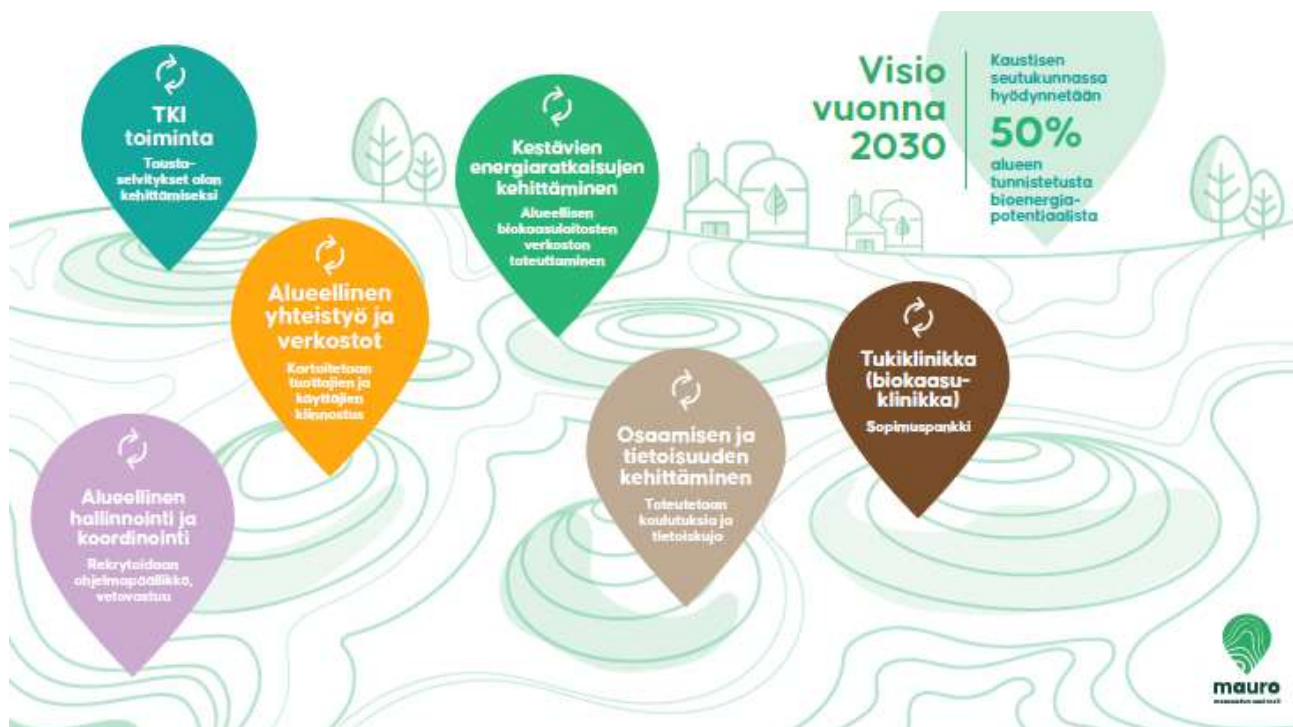 TKI
toiminta
Tausta-
selvitykset alan
kehittämiseksi
Kestävien
energiaratkaisujen
kehittäminen
Alueellisen
biokaasulaitosten
verkoston
toteuttaminen
Visio
vuonna
2030
Kaustisen
seutukunnassa
hyödynnetään
50%
alueen
tunnistetusta
bioenergia-
potentiaalista
Alueellinen
yhteistyö ja
verkostot
Kartoitetaan
tuottajien ja
käyttäjien
kiinnostus
Tukiklinikka
(biokaasu-
klinikka)
Sopimuspankki
Osaamisen ja
tietoisuuden
kehittäminen
Toteutetaan
koulutuksia ja
tietoiskuja
Alueellinen
hallinnointi ja
koordinointi
Rekrytoidaan
ohjelmapäällikkö,
vetovastuu
mauro